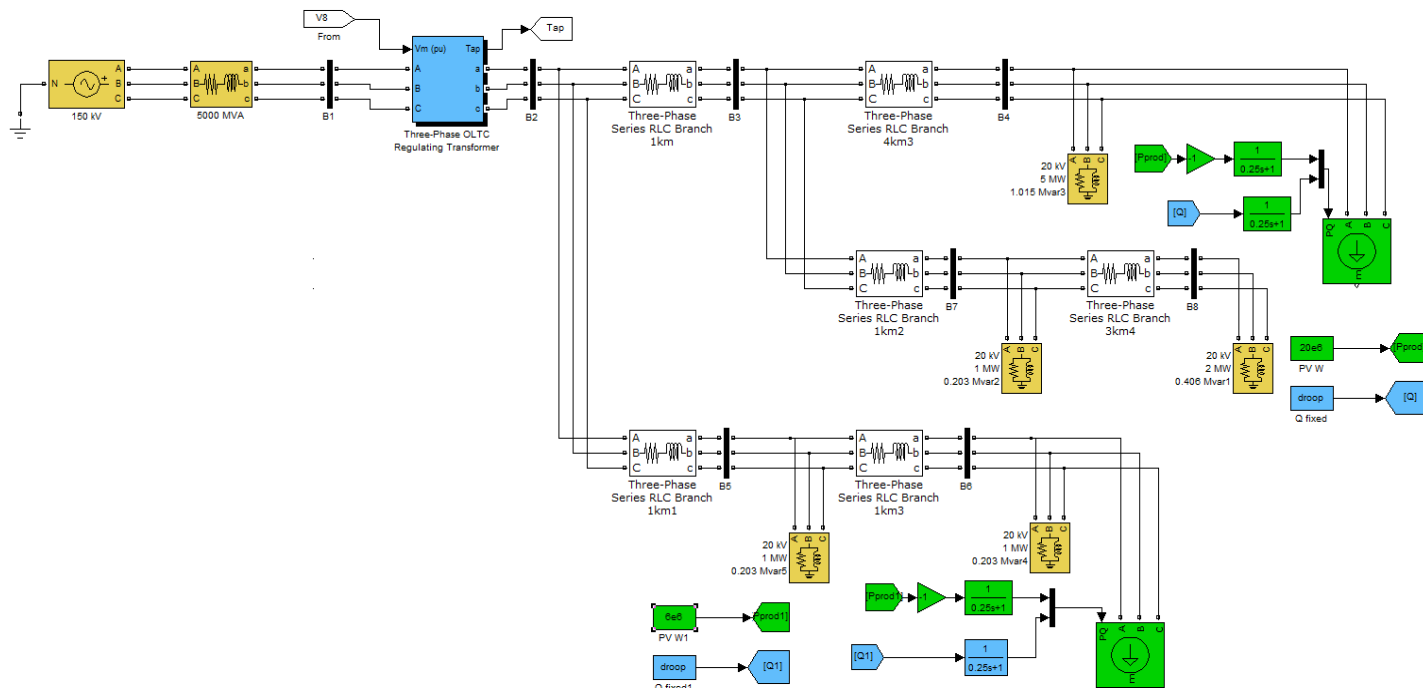 V8
From
Tap
Vm (pu) Tap
N
A
B
C
150 kV
A a
B b
C c
5000 MVA
B1
A a
B b
C c
Three-Phase OLTC
Regulating Transformer
B2
A a
B b
C c
Three-Phase
Series RLC Branch
1km
B3
A a
B b
C c
Three-Phase
Series RLC Branch
4km3
B4
20 kV
5 MW
1.015 Mvar3
A B C
[Pprod]
-1
1
0.25s+1
[Q]
1
0.25s+1
PQ A B C
E
A a
B b
C c
Three-Phase
Series RLC Branch
1km2
B7
A a
B b
C c
Three-Phase
Series RLC Branch
3km4
B8
20 kV
1 MW
0.203 Mvar2
A B C
20 kV
2 MW
0.406 Mvar1
A B C
20e6
PV W
[Pprod
droop
Q fixed
[Q]
A a
B b
C c
Three-Phase
Series RLC Branch
1km1
B5
A a
B b
C c
Three-Phase
Series RLC Branch
1km3
B6
20 kV
1 MW
0.203 Mvar5
A B C
20 kV
1 MW
0.203 Mvar4
A B C
6e6
PV W1
Pprod1]
droop
Q fixed1
[Q1]
[Pprod1]
-1
1
0.25s+1
[Q1]
1
0.25s+1
PQ A B C
E